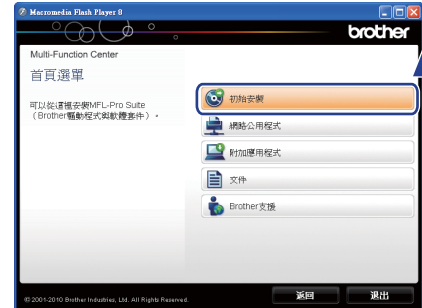 Macromedia Flash Player 8
brother
Multi-Function Center
首頁選單
可以從這裡安裝MFL-Pro Suite
（Brother驅動程式與軟體套件）。
初始安裝
網路公用程式
附加應用程式
文件
Brother支援
© 2001-2010 Brother Industries, Ltd. All Rights Reserved.
返回
退出